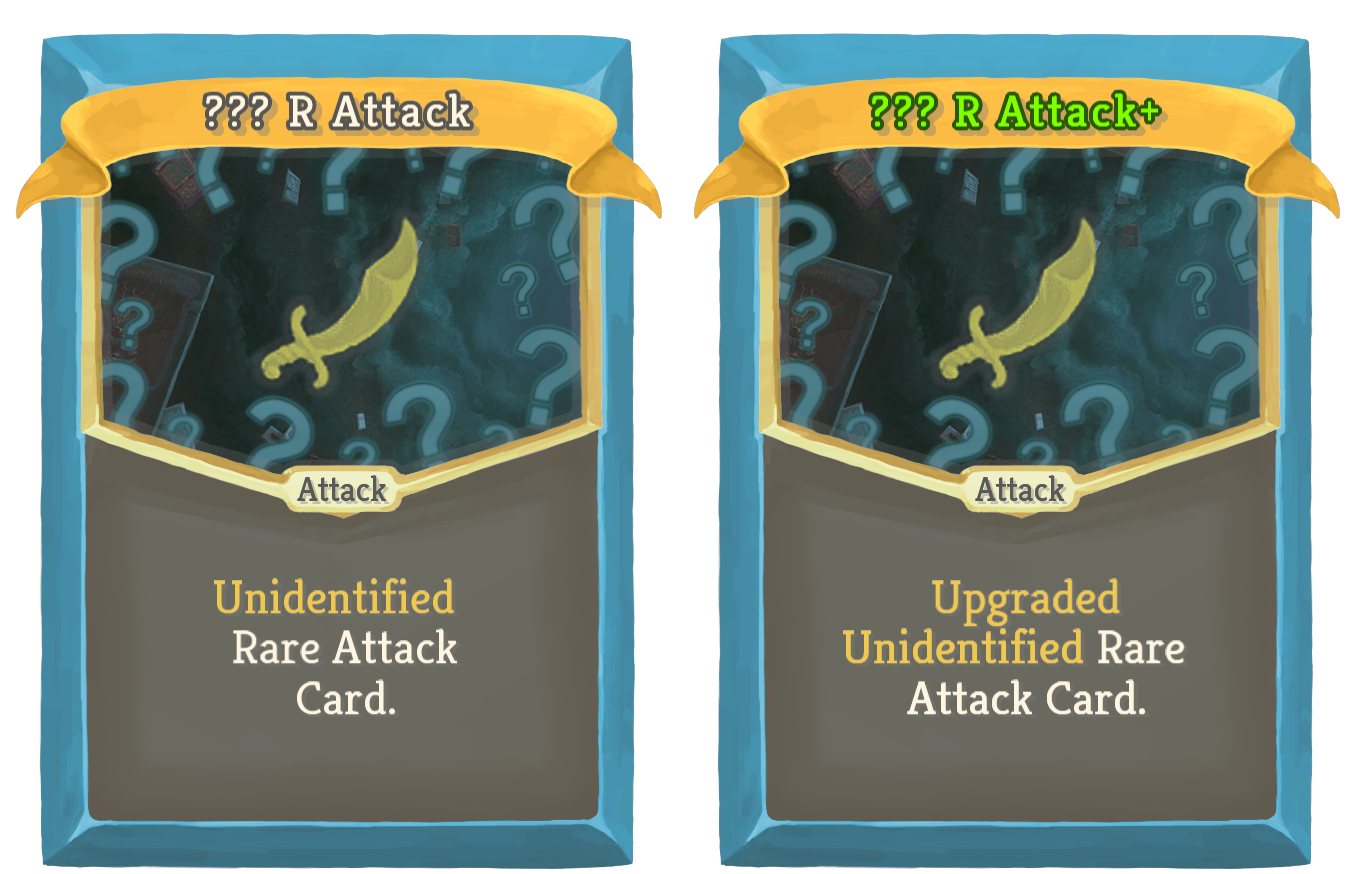 ??? R Attack
Attack
Unidentified
Rare Attack
Card.
??? R Attack+
Attack
Upgraded
Unidentified Rare
Attack Card.